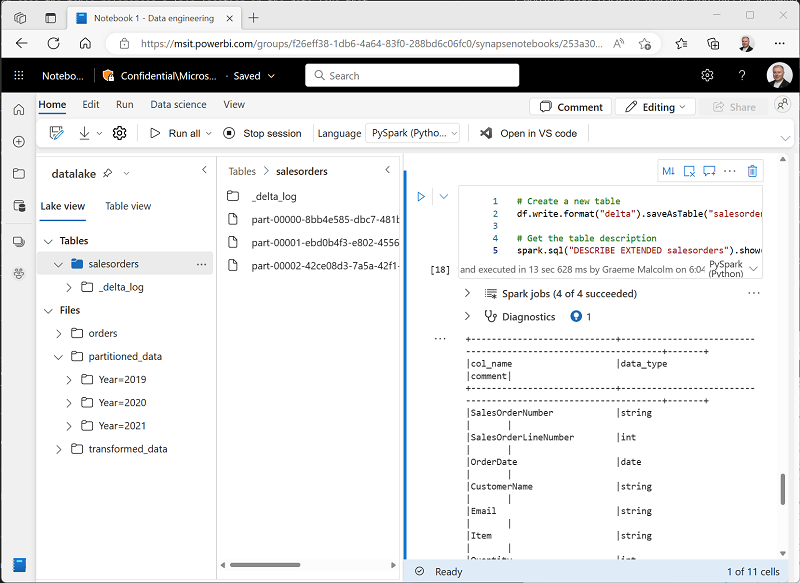 Notebook 1 - Data engineering
https://msit.powerbi.com/groups/f26eff38-1db6-4a64-83f0-288bd6c06fc0/synapsenotebooks/253a30...
Notebo... Confidential\Micros... · Saved Search
Home Edit Run Data science View Comment Editing Share
Run all Stop session Language PySpark (Pytho... Open in VS code
datalake
Lake view Table view
Tables
salesorders ...
_delta_log
Files
orders
partitioned_data
Year=2019
Year=2020
Year=2021
transformed_data
Tables > salesorders
_delta_log
part-00000-8bb4e585-dbc7-481b
part-00001-ebd0b4f3-e802-4556
part-00002-42ce08d3-7a5a-42f1-
M↓ ...
1 # Create a new table
2 df.write.format("delta").saveAsTable("salesorder
3
4 # Get the table description
5 spark.sql("DESCRIBE EXTENDED salesorders").show(
[18] and executed in 13 sec 628 ms by Graeme Malcolm on 6:04 PySpark (Python)
Spark jobs (4 of 4 succeeded) ...
Diagnostics 1
...
+----------------------------+--------------------------
--------------------------------------+-------+
|col_name |data_type
|comment|
+----------------------------+--------------------------
--------------------------------------+-------+
|SalesOrderNumber |string
| |
|SalesOrderLineNumber |int
| |
|OrderDate |date
| |
|CustomerName |string
| |
|Email |string
| |
|Item |string
| |
|Quantity |int
Ready 1 of 11 cells